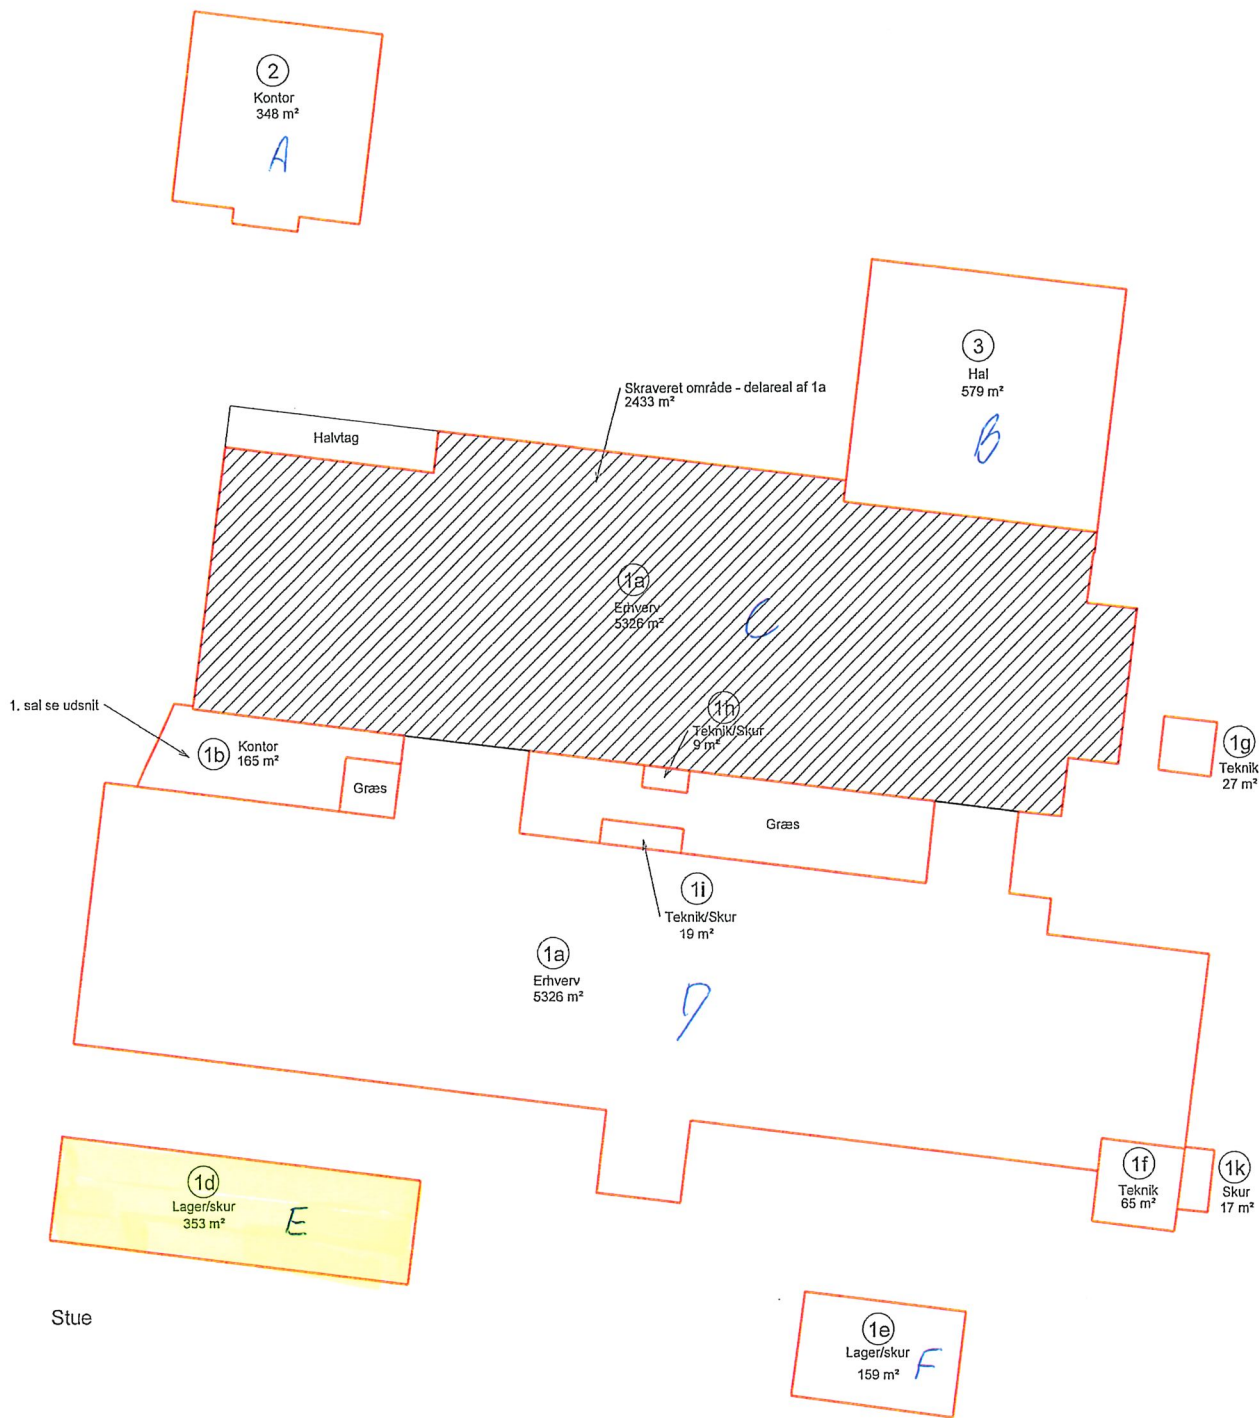 2
Kontor
348 m²
A
3
Hal
579 m²
B
Skraveret område - delareal af 1a
2433 m²
Halvtag
1a
Erhverv
5326 m²
C
1h
Teknik/Skur
9 m²
1. sal se udsnit
1b
Kontor
165 m²
Græs
1g
Teknik
27 m²
Græs
1i
Teknik/Skur
19 m²
1a
Erhverv
5326 m²
D
1d
Lager/skur
353 m²
E
1f
Teknik
65 m²
1k
Skur
17 m²
Stue
1e
Lager/skur
159 m²
F